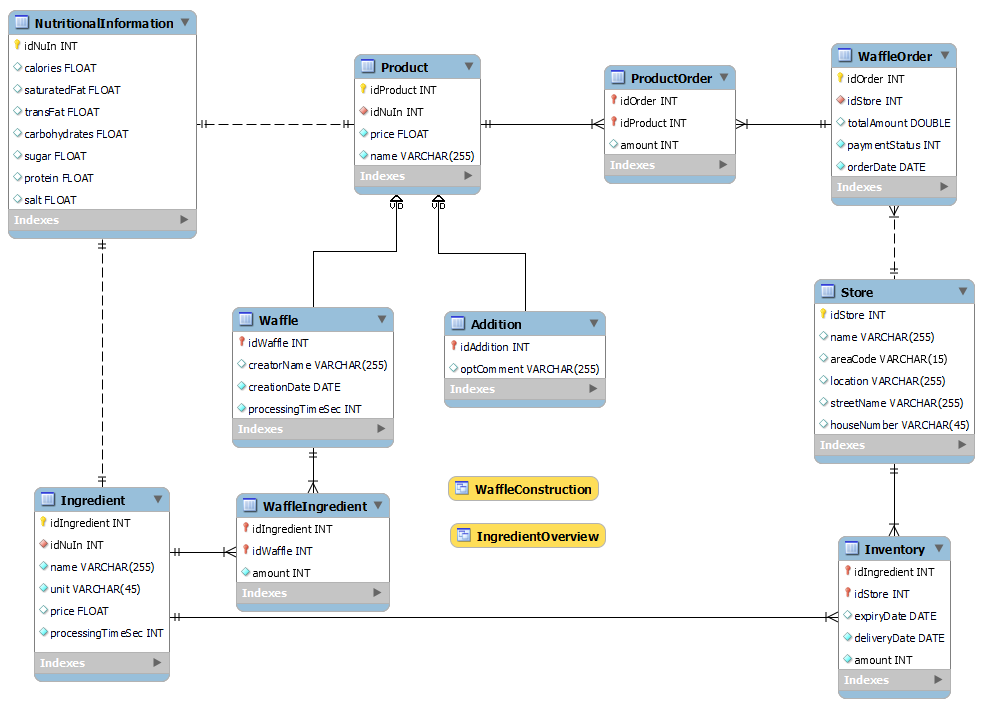 NutritionalInformation
idNuIn INT
calories FLOAT
saturatedFat FLOAT
transFat FLOAT
carbohydrates FLOAT
sugar FLOAT
protein FLOAT
salt FLOAT
Indexes
Product
idProduct INT
idNuIn INT
price FLOAT
name VARCHAR(255)
Indexes
ProductOrder
idOrder INT
idProduct INT
amount INT
Indexes
WaffleOrder
idOrder INT
idStore INT
totalAmount DOUBLE
paymentStatus INT
orderDate DATE
Indexes
Waffle
idWaffle INT
creatorName VARCHAR(255)
creationDate DATE
processingTimeSec INT
Indexes
Addition
idAddition INT
optComment VARCHAR(255)
Indexes
Store
idStore INT
name VARCHAR(255)
areaCode VARCHAR(15)
location VARCHAR(255)
streetName VARCHAR(255)
houseNumber VARCHAR(45)
Indexes
Ingredient
idIngredient INT
idNuIn INT
name VARCHAR(255)
unit VARCHAR(45)
price FLOAT
processingTimeSec INT
Indexes
WaffleIngredient
idIngredient INT
idWaffle INT
amount INT
Indexes
WaffleConstruction
IngredientOverview
Inventory
idIngredient INT
idStore INT
expiryDate DATE
deliveryDate DATE
amount INT
Indexes